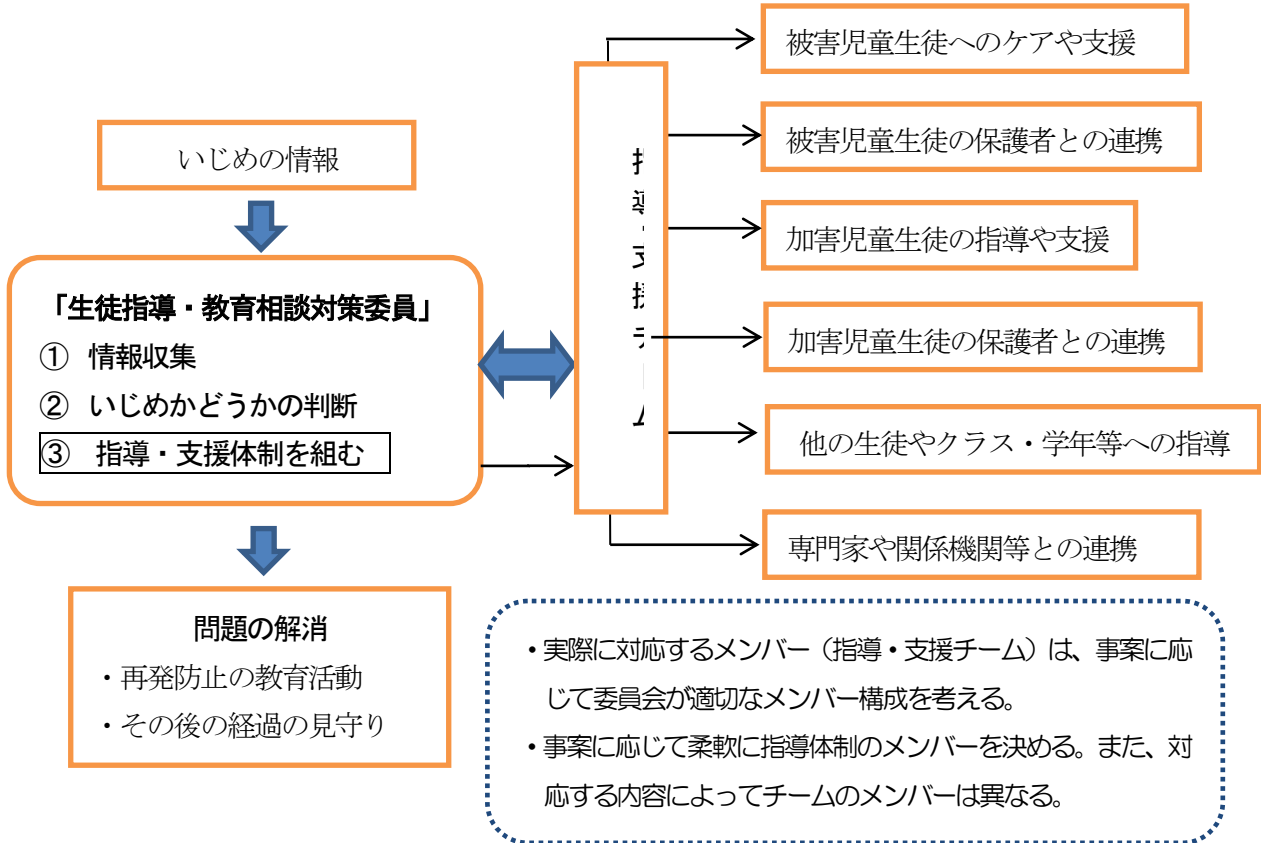 いじめの情報
「生徒指導・教育相談対策委員」
① 情報収集
② いじめかどうかの判断
③ 指導・支援体制を組む
問題の解消
・再発防止の教育活動
・その後の経過の見守り
指導・支援チーム
被害児童生徒へのケアや支援
被害児童生徒の保護者との連携
加害児童生徒の指導や支援
加害児童生徒の保護者との連携
他の生徒やクラス・学年等への指導
専門家や関係機関等との連携
・実際に対応するメンバー（指導・支援チーム）は、事案に応
じて委員会が適切なメンバー構成を考える。
・事案に応じて柔軟に指導体制のメンバーを決める。また、対
応する内容によってチームのメンバーは異なる。